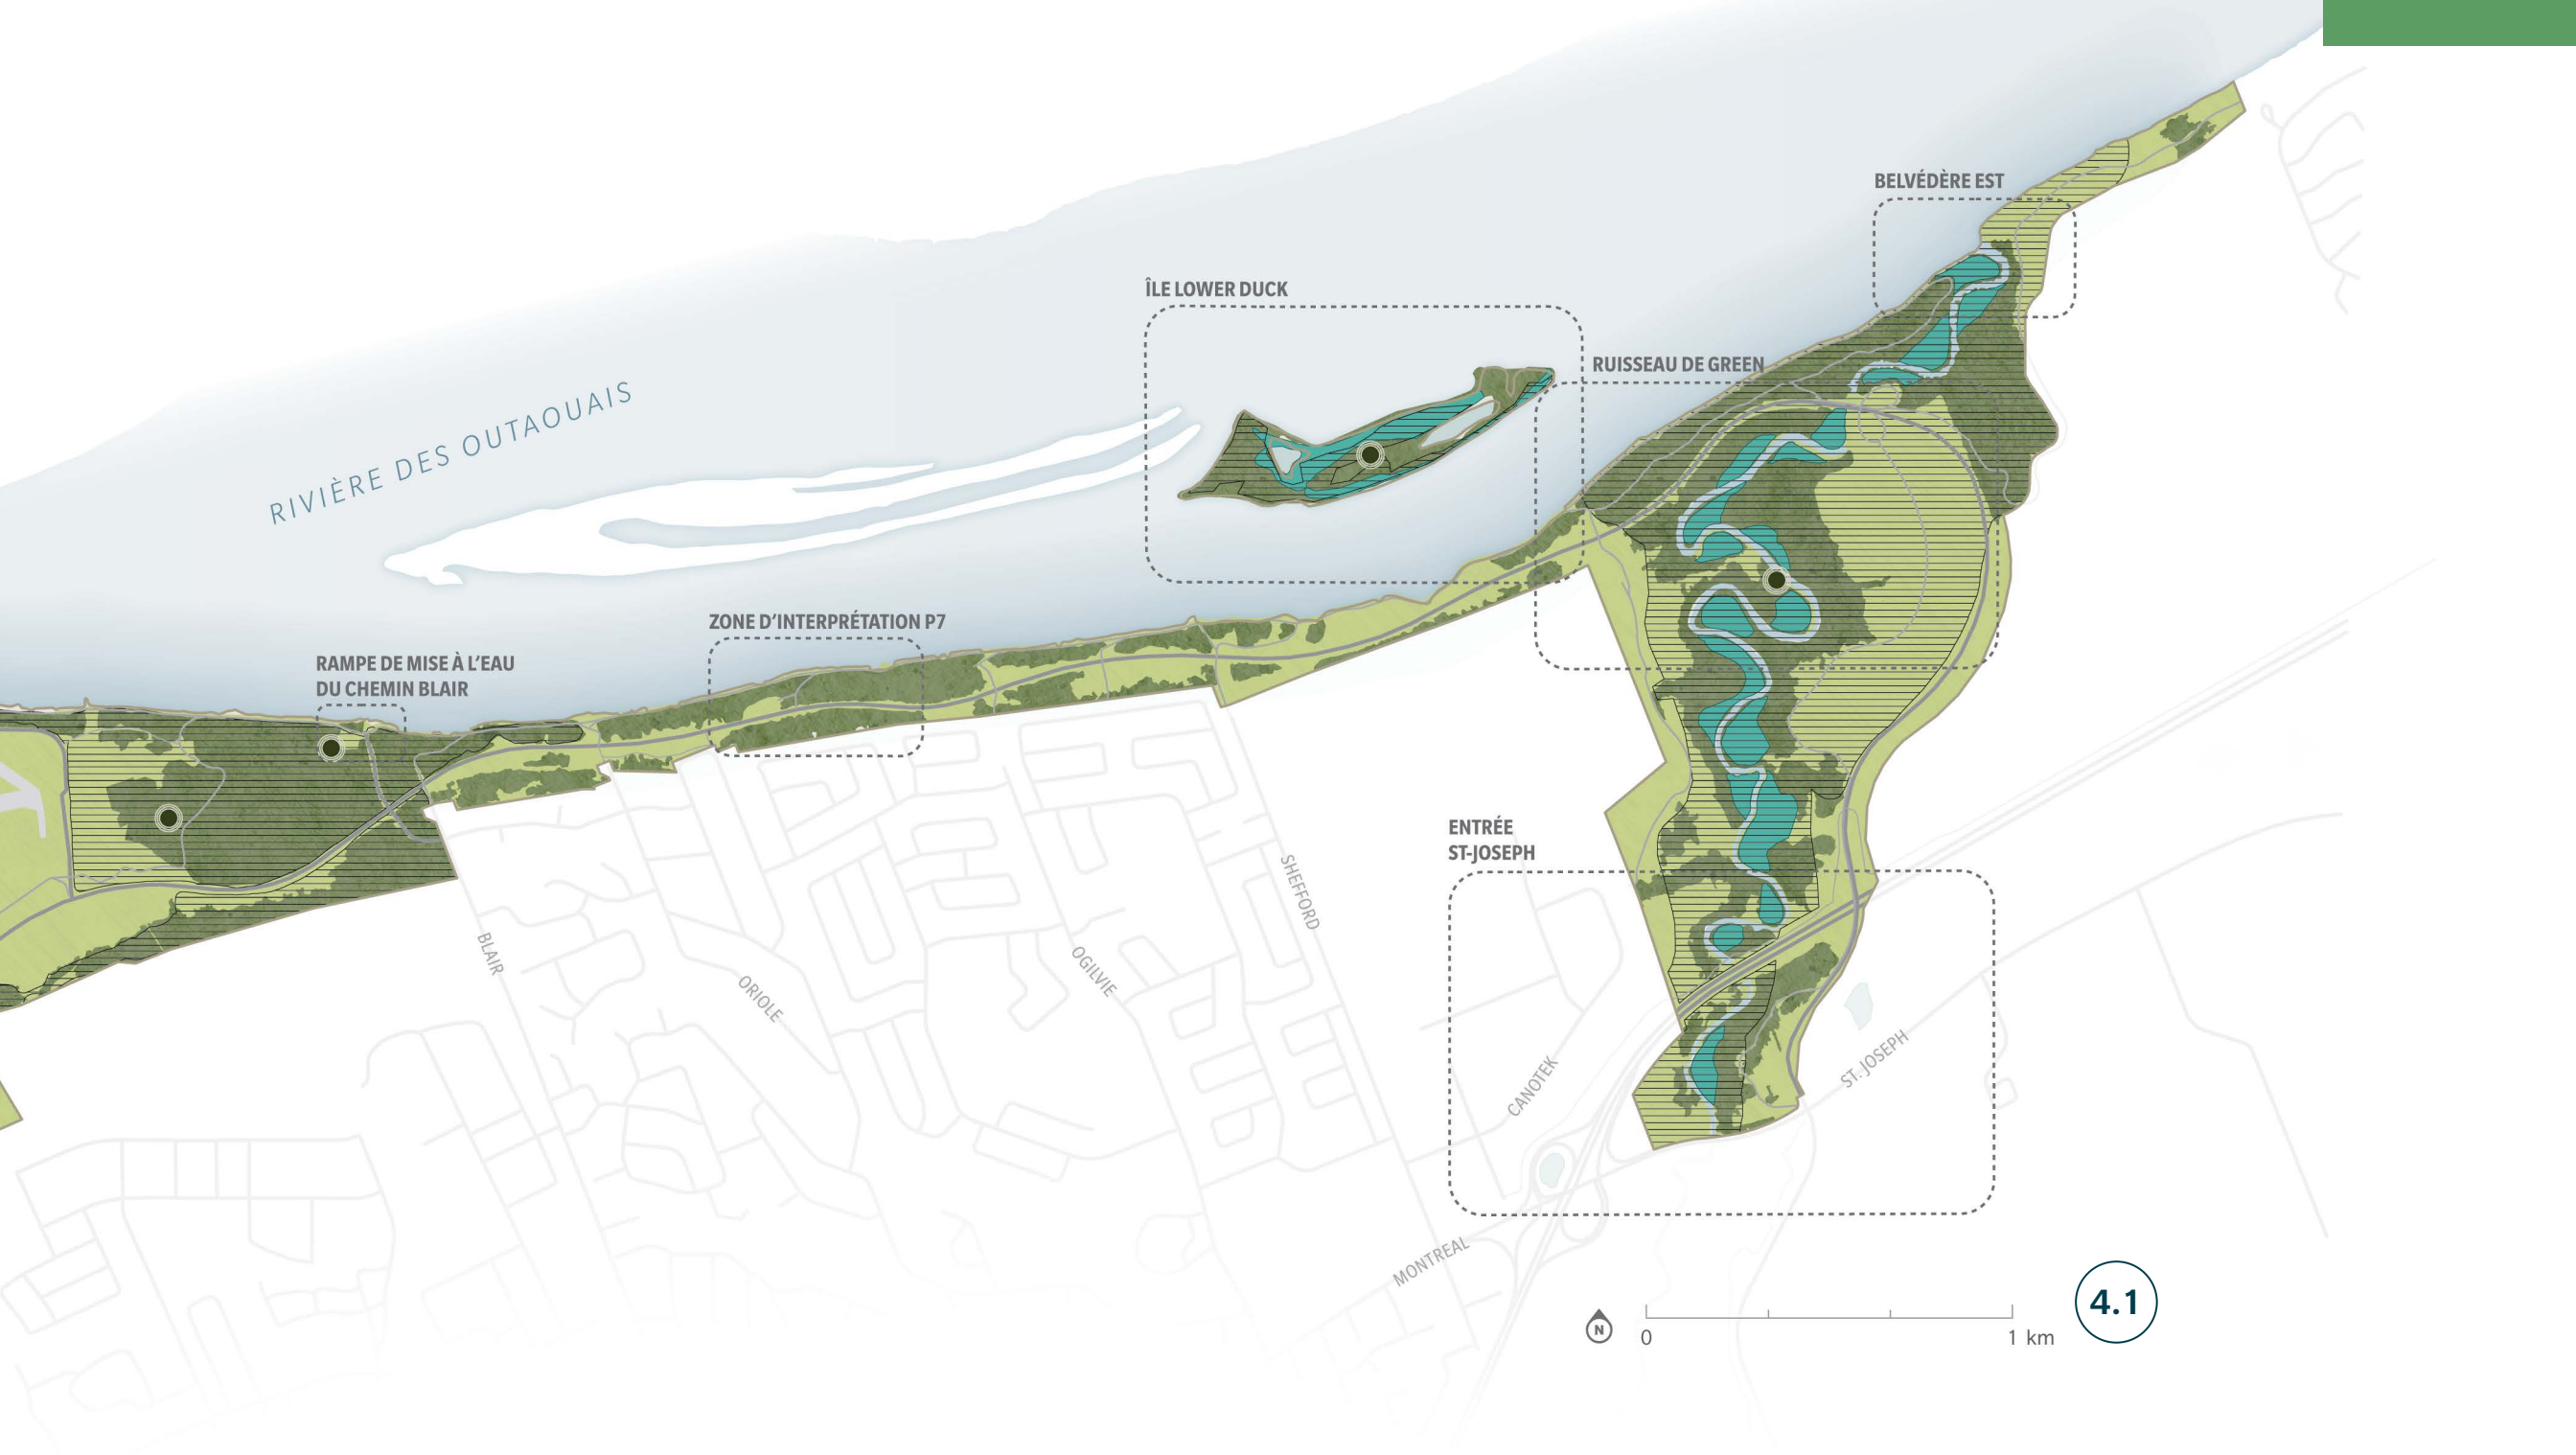 BELVÉDÈRE EST
ÎLE LOWER DUCK
RUISSEAU DE GREEN
RIVIÈRE DES OUTAOUAIS
ZONE D’INTERPRÉTATION P7
RAMPE DE MISE À L’EAU
DU CHEMIN BLAIR
ENTRÉE
ST-JOSEPH
SHEFFORD
BLAIR
ORIOLE
OGILVIE
CANOTEK
ST-JOSEPH
MONTREAL
N
0
1 km
4.1